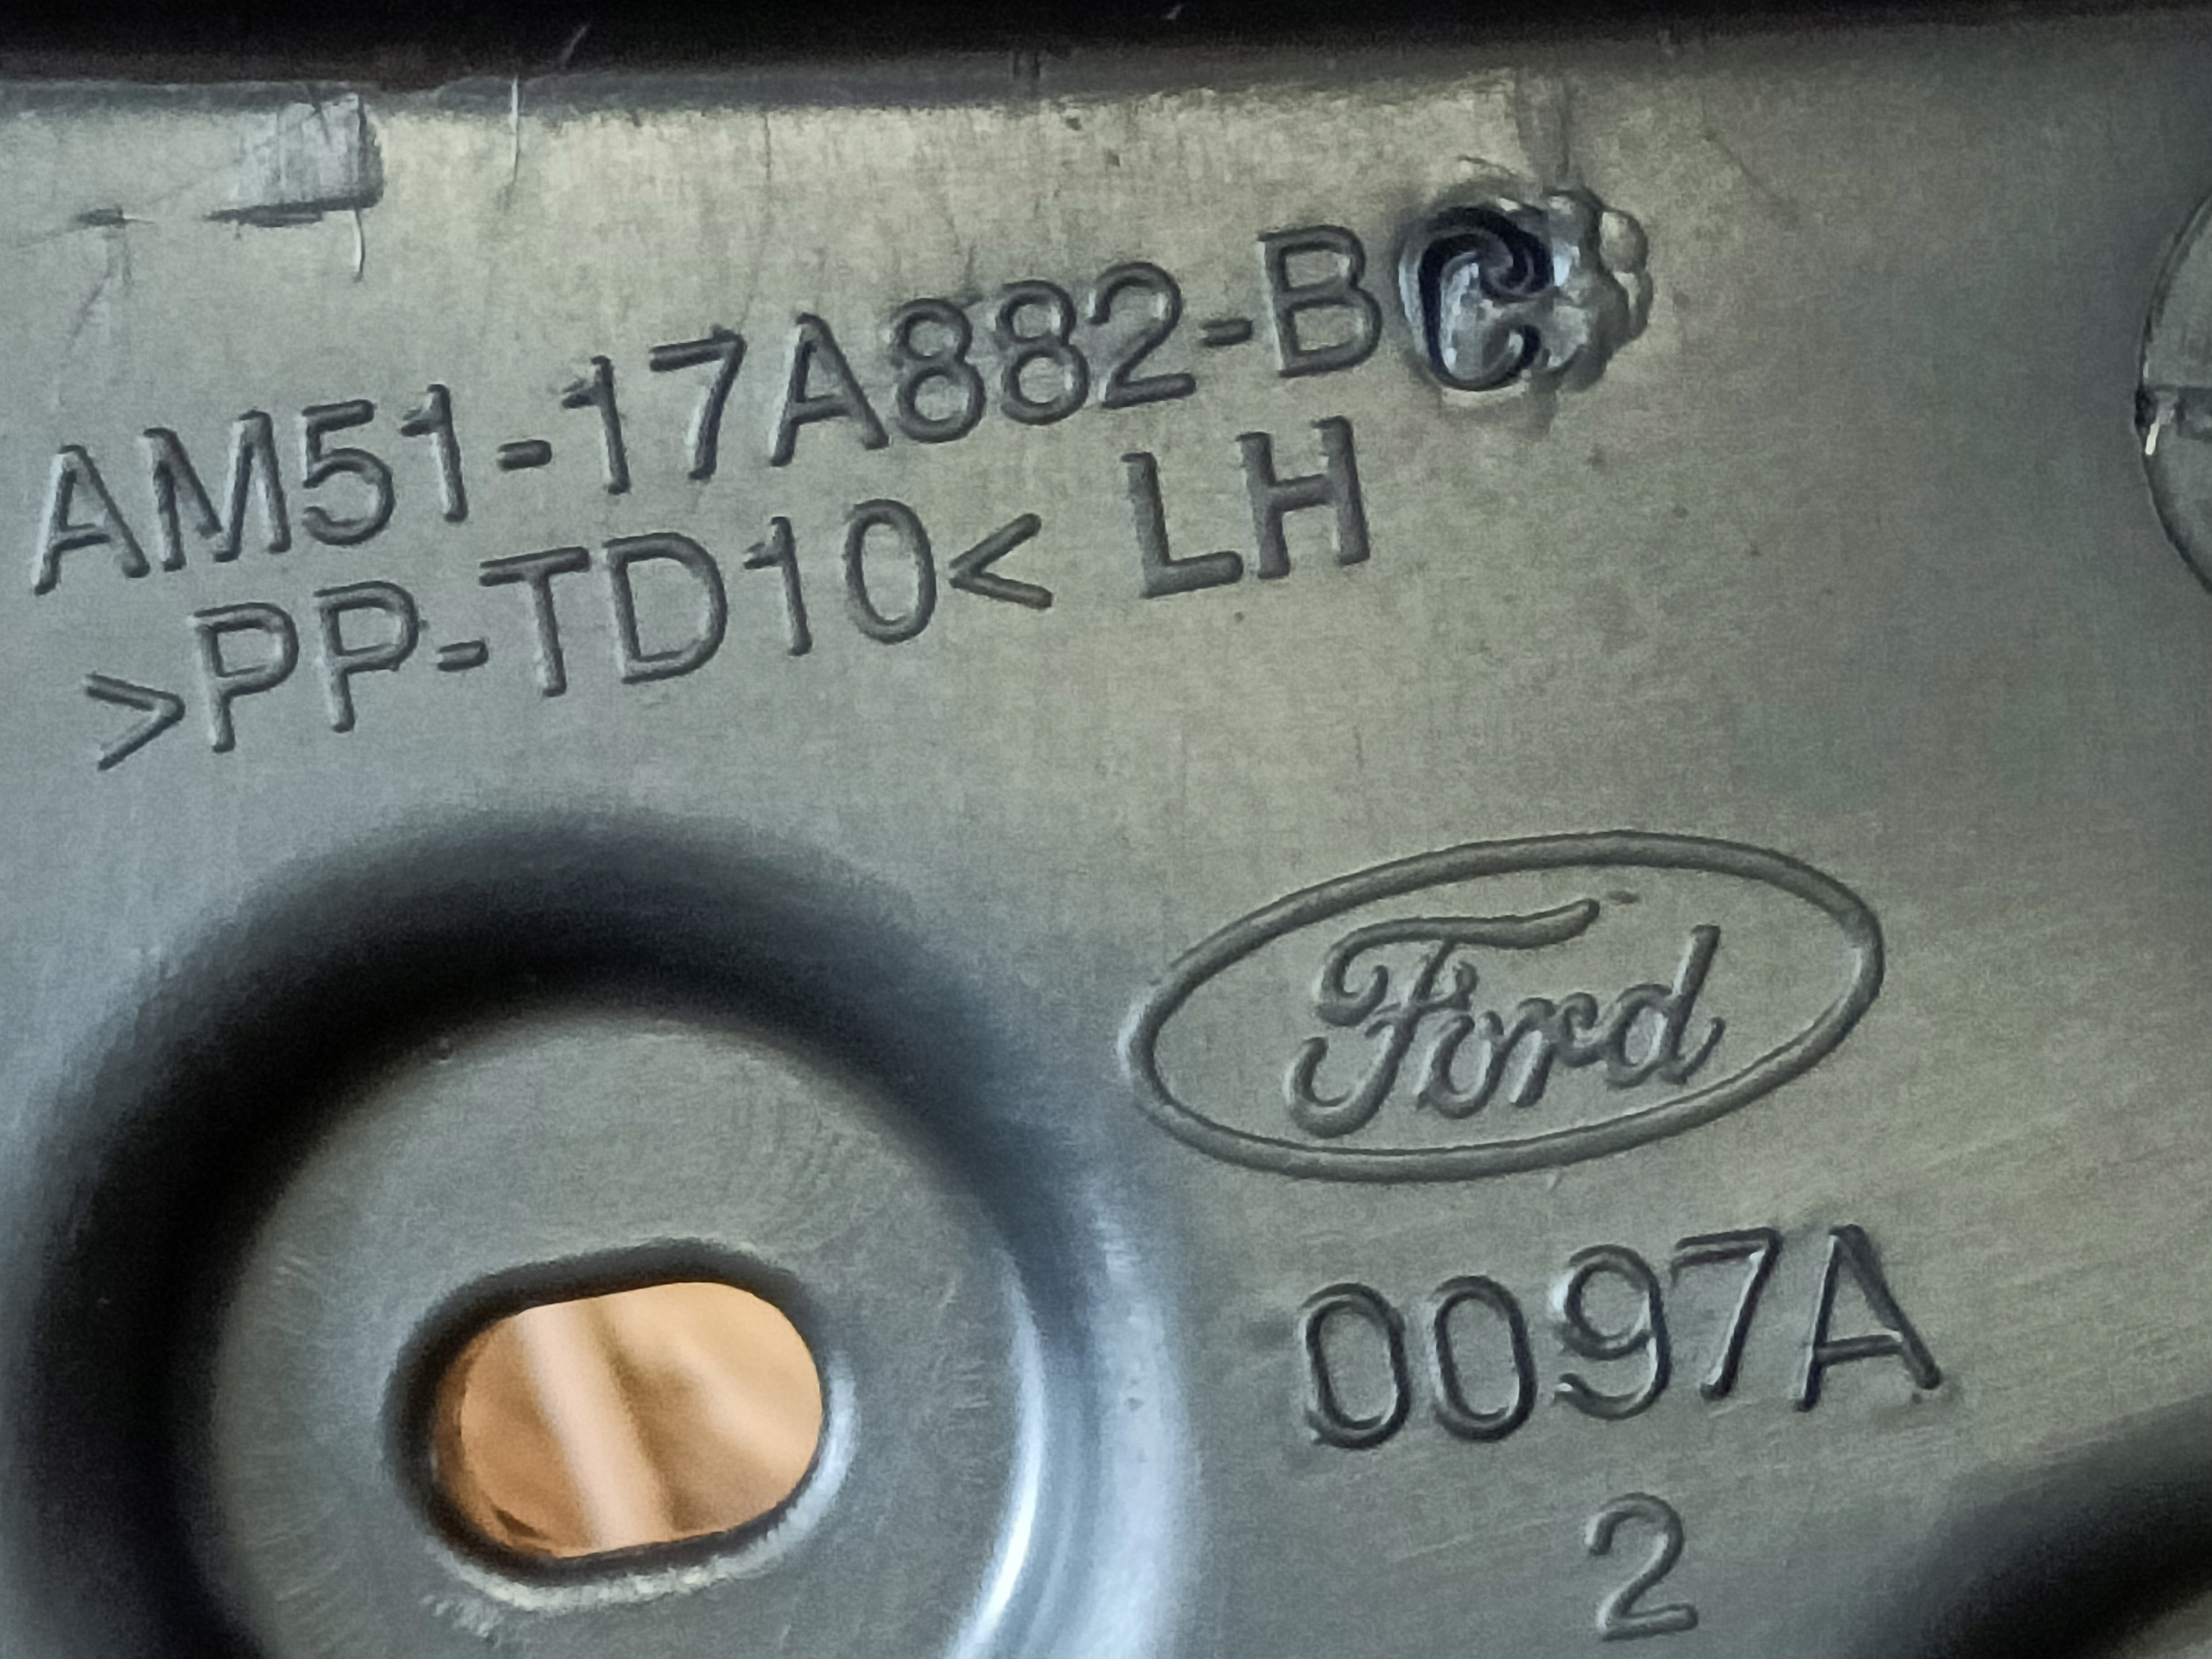 AM51-17A882-BC
>PP-TD10< LH
Ford
0097A
2